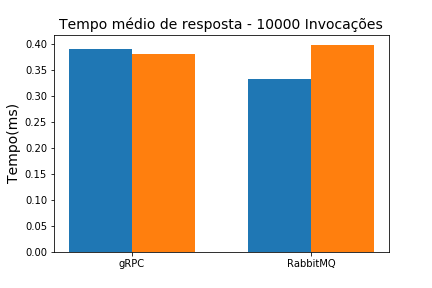 Tempo médio de resposta - 10000 Invocações
Tempo(ms)
0.40
0.35
0.30
0.25
0.20
0.15
0.10
0.05
0.00
gRPC
RabbitMQ